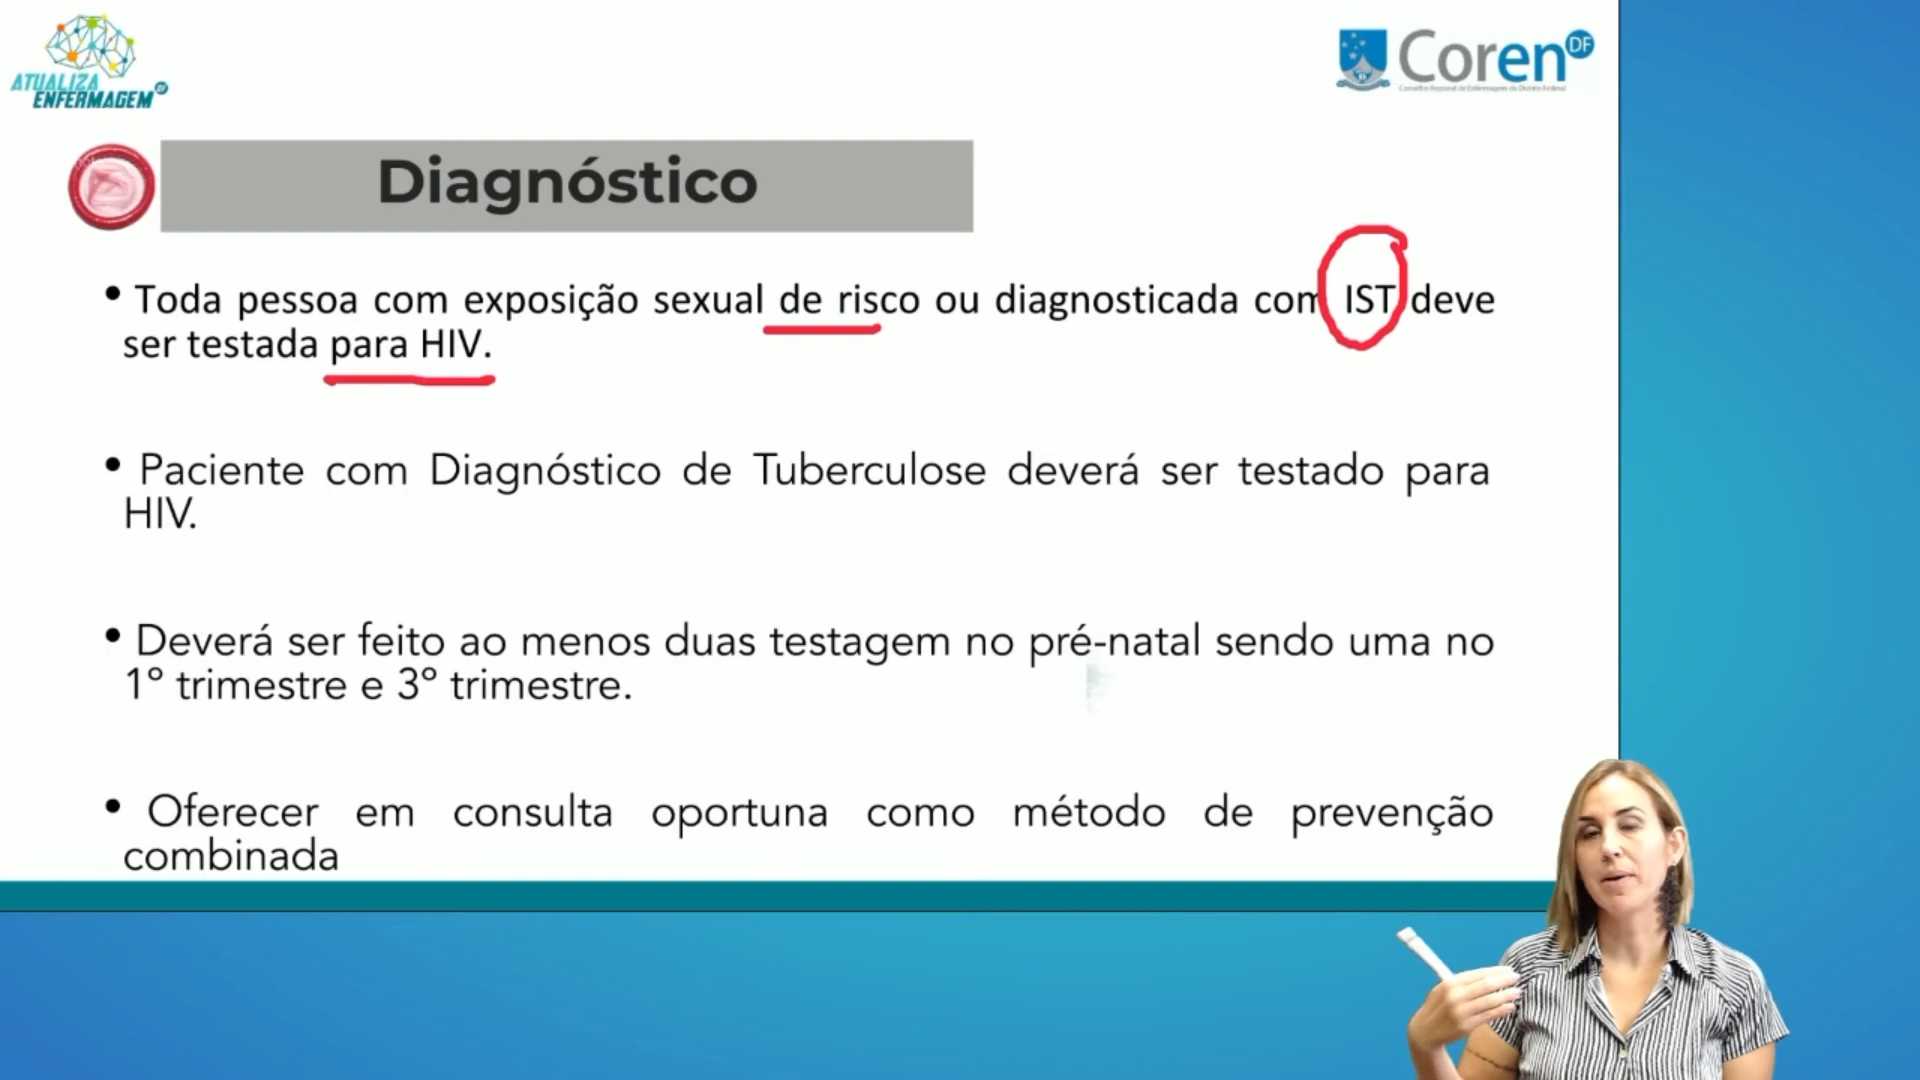 ATUALIZA
ENFERMAGEM DF
Coren DF
Conselho Regional de Enfermagem do Distrito Federal
Diagnóstico
• Toda pessoa com exposição sexual de risco ou diagnosticada com IST deve
ser testada para HIV.
• Paciente com Diagnóstico de Tuberculose deverá ser testado para
HIV.
• Deverá ser feito ao menos duas testagem no pré-natal sendo uma no
1º trimestre e 3º trimestre.
• Oferecer em consulta oportuna como método de prevenção
combinada